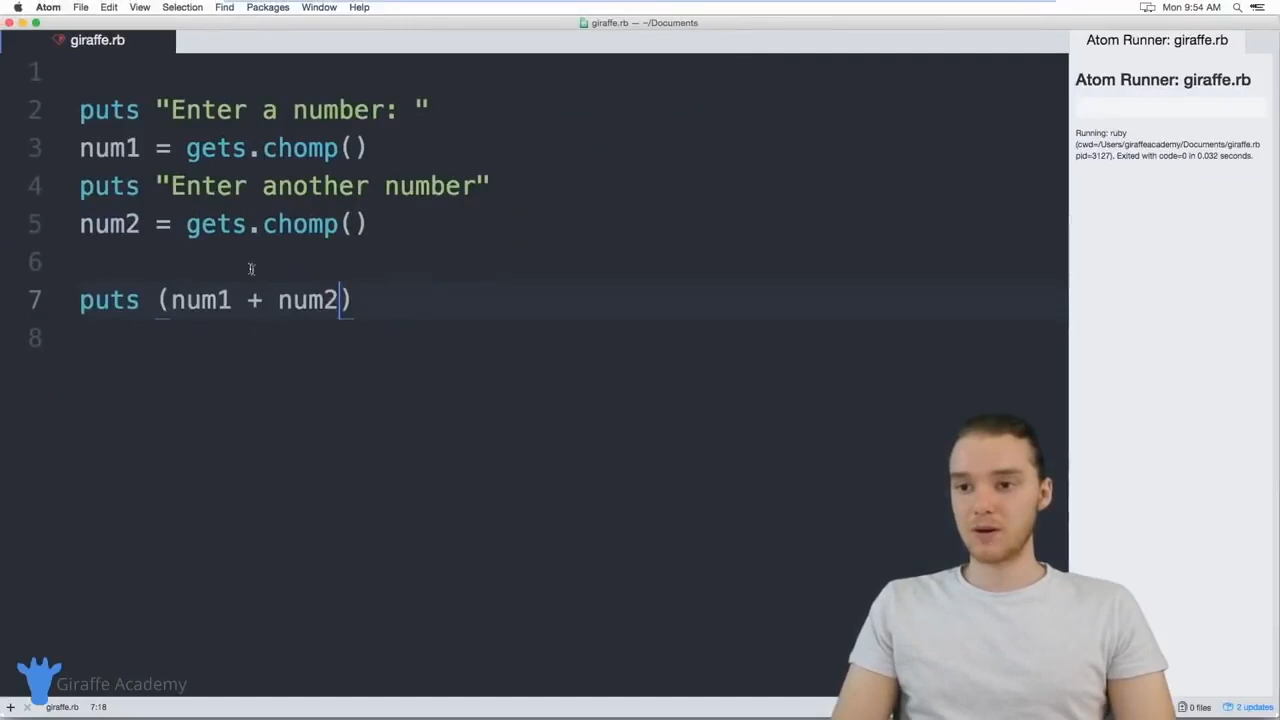 Atom File Edit View Selection Find Packages Window Help
Mon 9:54 AM
giraffe.rb — ~/Documents
giraffe.rb
Atom Runner: giraffe.rb
1
2 puts "Enter a number: "
3 num1 = gets.chomp()
4 puts "Enter another number"
5 num2 = gets.chomp()
6
7 puts (num1 + num2)
8
Atom Runner: giraffe.rb
Running: ruby
(cwd=/Users/giraffeacademy/Documents/giraffe.rb
pid=3127). Exited with code=0 in 0.032 seconds.
Giraffe Academy
giraffe.rb 7:18
0 files 2 updates